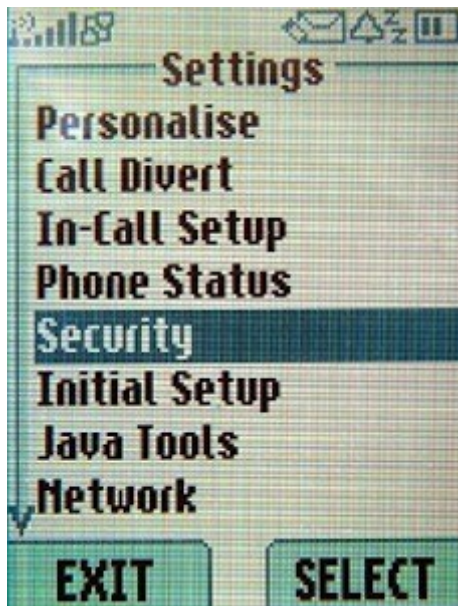 Settings
Personalise
Call Divert
In-Call Setup
Phone Status
Security
Initial Setup
Java Tools
Network
EXIT SELECT